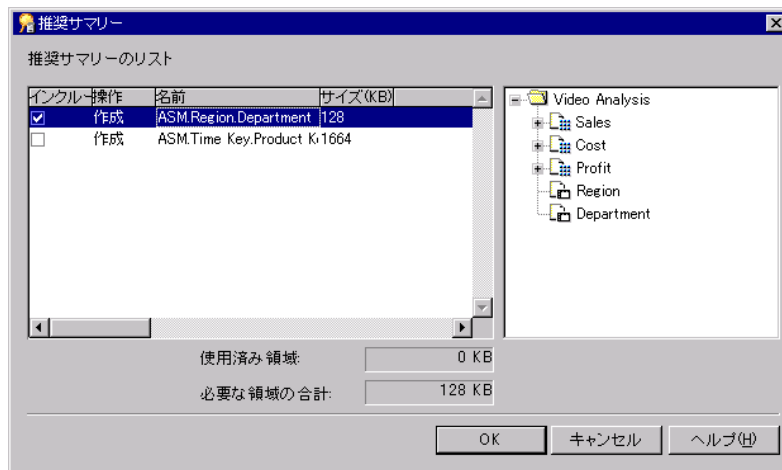 推奨サマリー
推奨サマリーのリスト
インクルー 操作 名前 サイズ(KB)
作成 ASM.Region.Department 128
作成 ASM.Time Key.Product K 1664
Video Analysis
Sales
Cost
Profit
Region
Department
使用済み領域: 0 KB
必要な領域の合計: 128 KB
OK キャンセル ヘルプ(H)